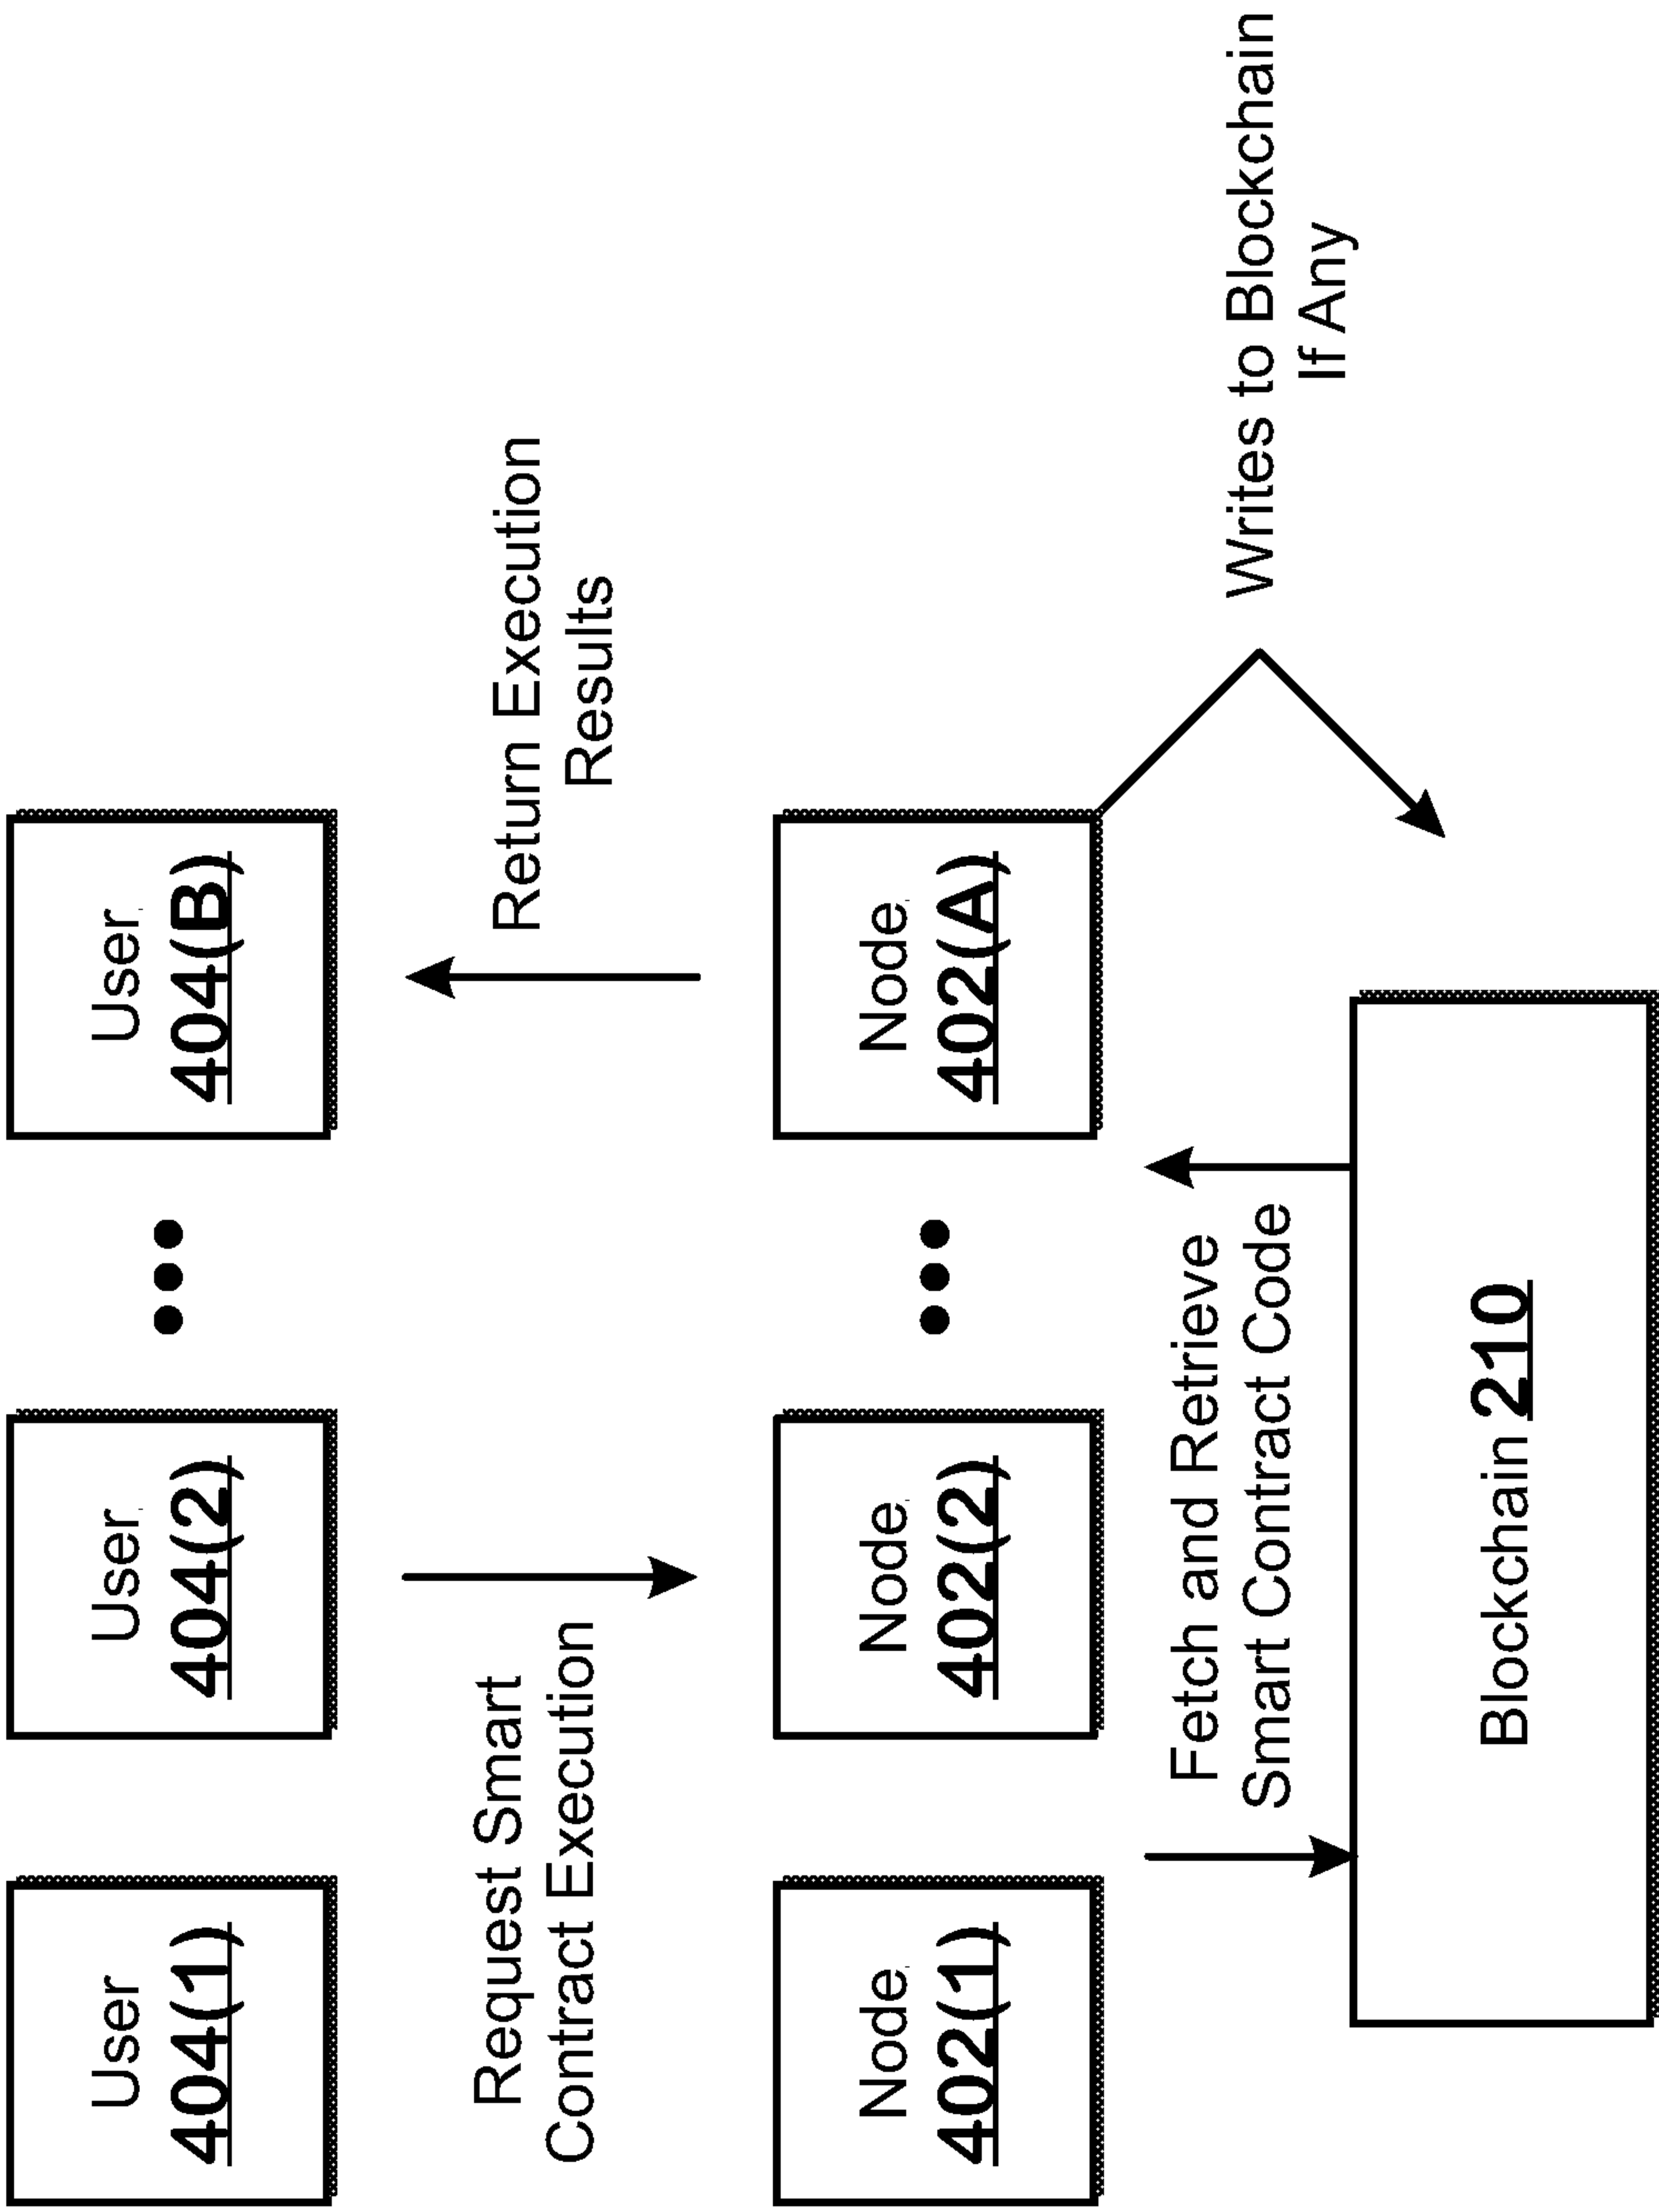 User
404(1)
User
404(2)
User
404(B)
Request Smart
Contract Execution
Return Execution
Results
Node
402(1)
Node
402(2)
Node
402(A)
Fetch and Retrieve
Smart Contract Code
Writes to Blockchain
If Any
Blockchain 210